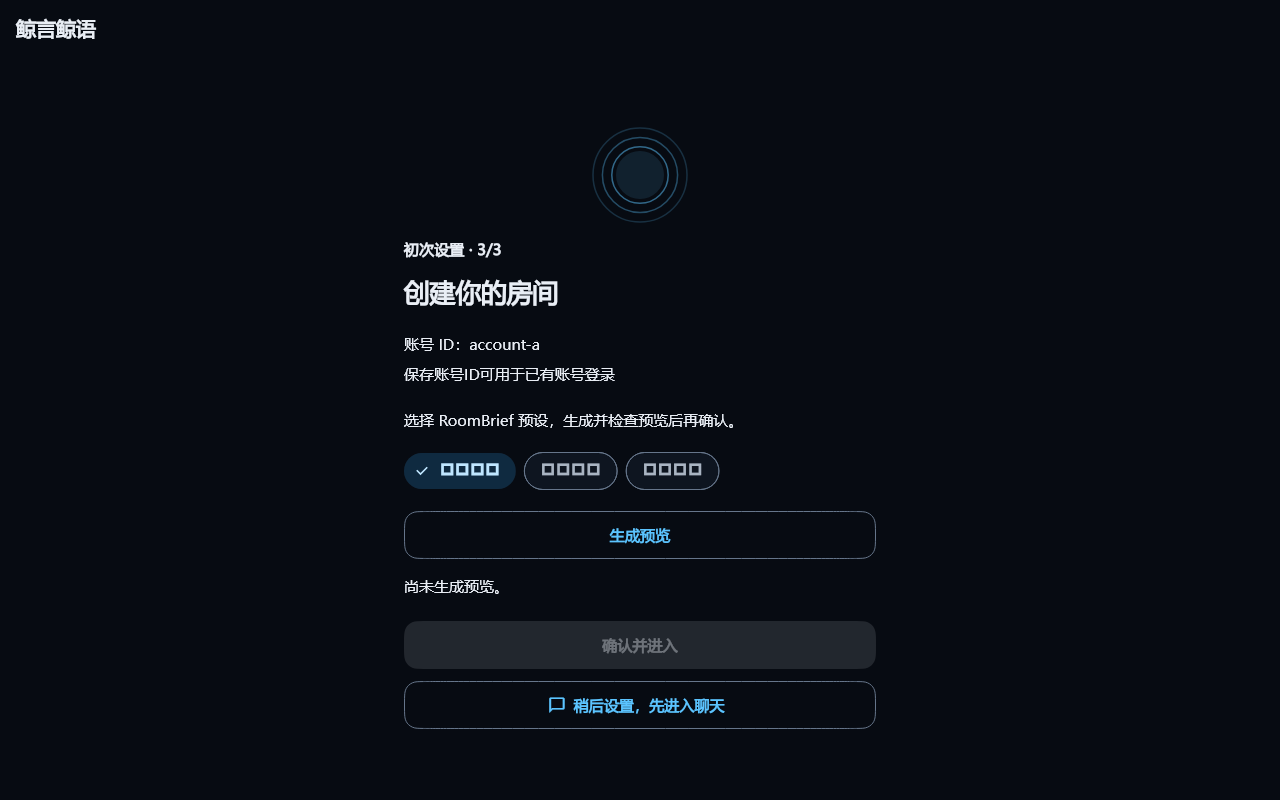 鲸言鲸语
初次设置 · 3/3
创建你的房间
账号 ID：account-a
保存账号ID可用于已有账号登录
选择 RoomBrief 预设，生成并检查预览后再确认。
生成预览
尚未生成预览。
确认并进入
稍后设置，先进入聊天